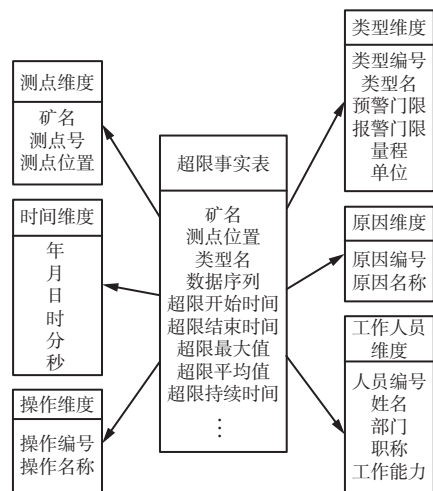 测点维度
矿名
测点号
测点位置
时间维度
年
月
日
时
分
秒
操作维度
操作编号
操作名称
超限事实表
矿名
测点位置
类型名
数据序列
超限开始时间
超限结束时间
超限最大值
超限平均值
超限持续时间
⋮
类型维度
类型编号
类型名
预警门限
报警门限
量程
单位
原因维度
原因编号
原因名称
工作人员
维度
人员编号
姓名
部门
职称
工作能力